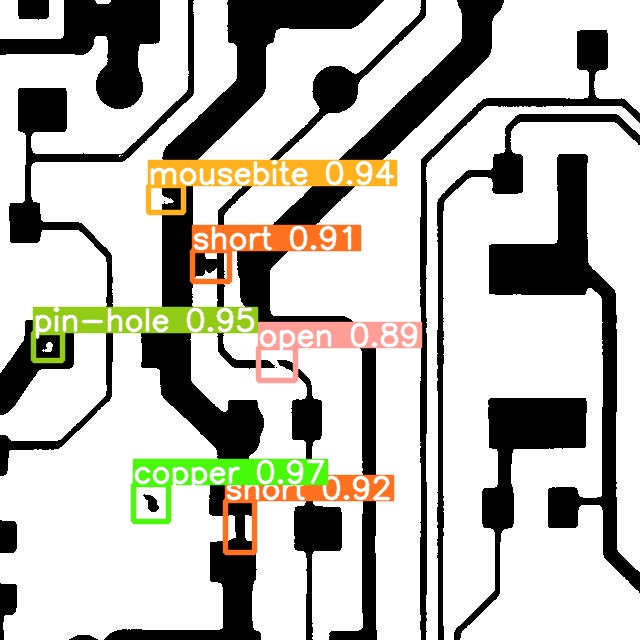 mousebite 0.94
short 0.91
pin-hole 0.95
open 0.89
copper 0.97
short 0.92